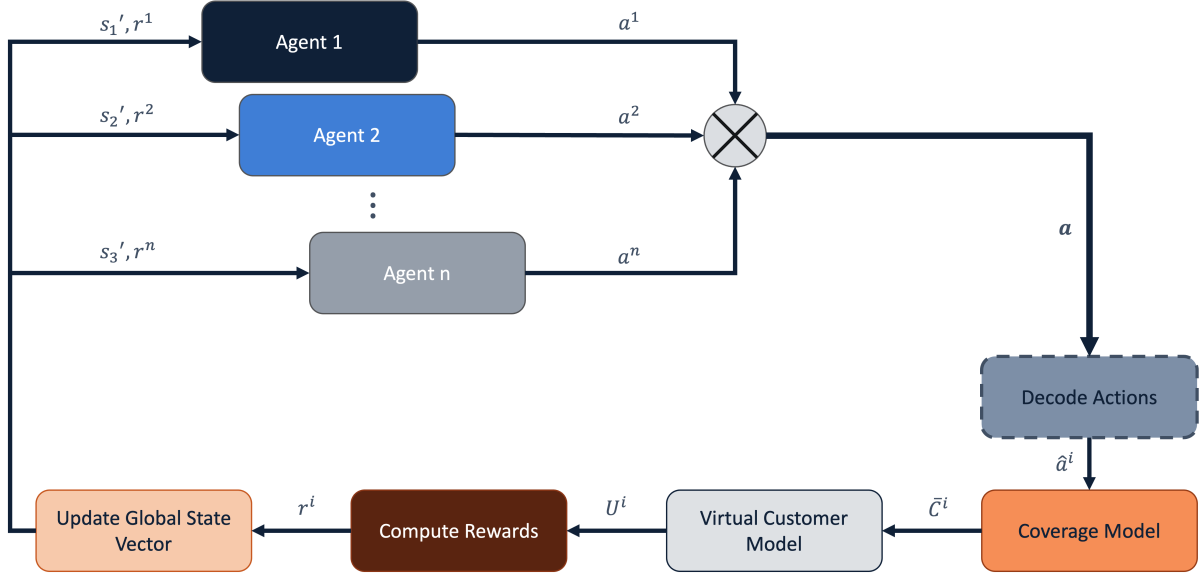 s₁′, r¹
Agent 1
a¹
s₂′, r²
Agent 2
a²
⋮
s₃′, rⁿ
Agent n
aⁿ
a
Decode Actions
âⁱ
Update Global State
Vector
rⁱ
Compute Rewards
Uⁱ
Virtual Customer
Model
C̄ⁱ
Coverage Model